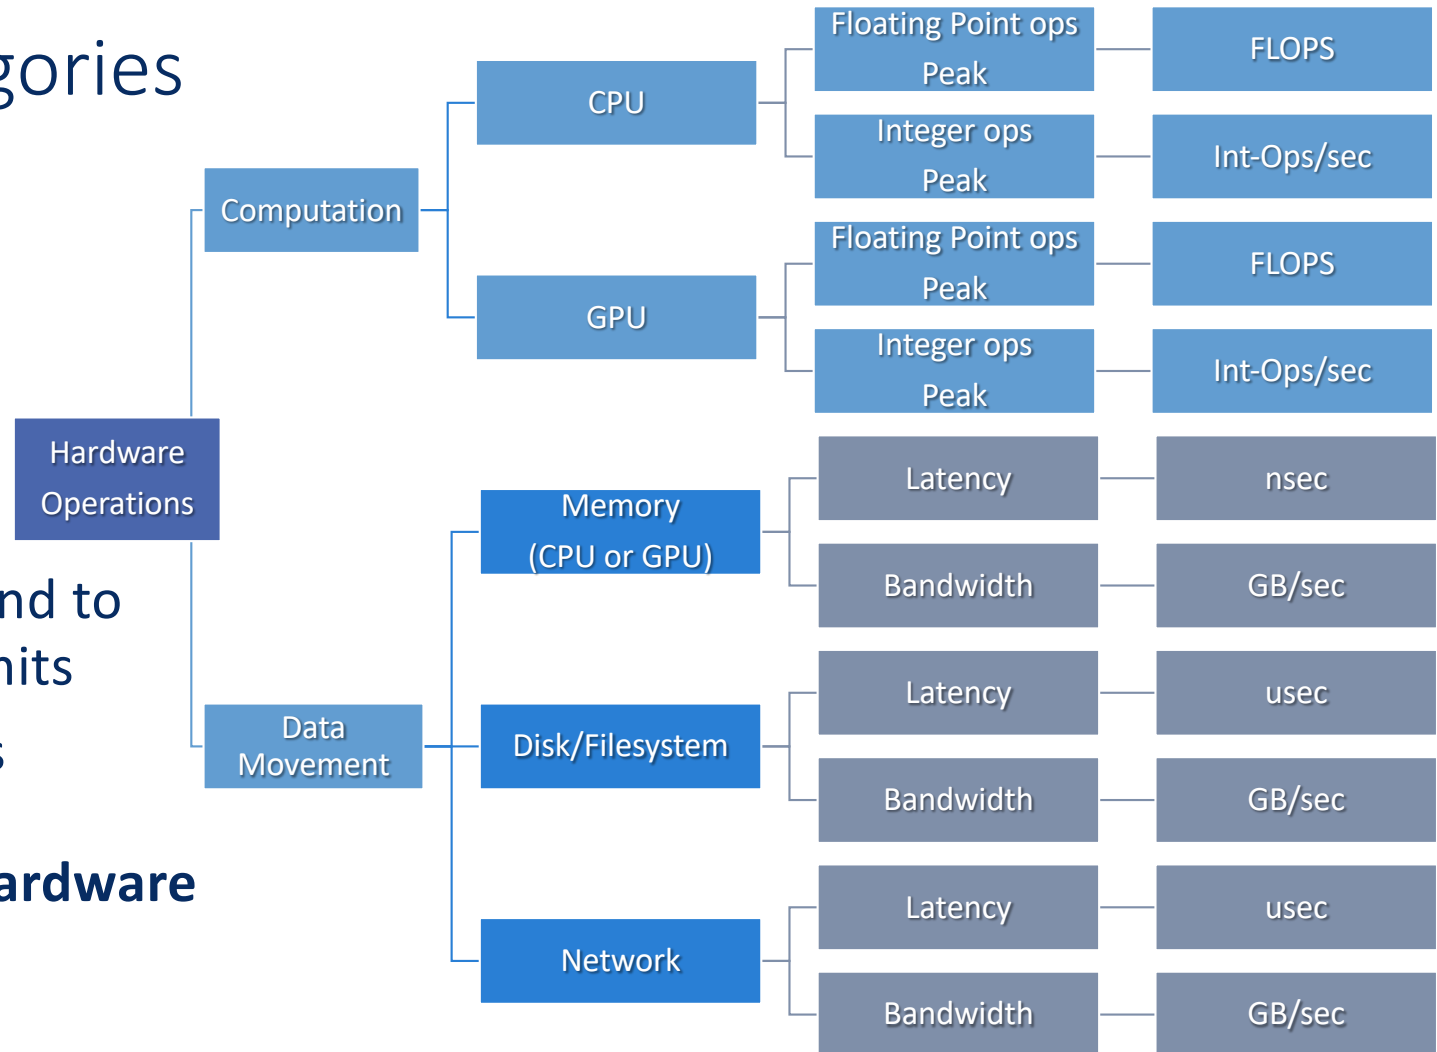 gories
Hardware
Operations
Computation
CPU
Floating Point ops
Peak
FLOPS
Integer ops
Peak
Int-Ops/sec
GPU
Floating Point ops
Peak
FLOPS
Integer ops
Peak
Int-Ops/sec
Data
Movement
Memory
(CPU or GPU)
Latency
nsec
Bandwidth
GB/sec
Disk/Filesystem
Latency
usec
Bandwidth
GB/sec
Network
Latency
usec
Bandwidth
GB/sec
nd to
nits
s
ardware